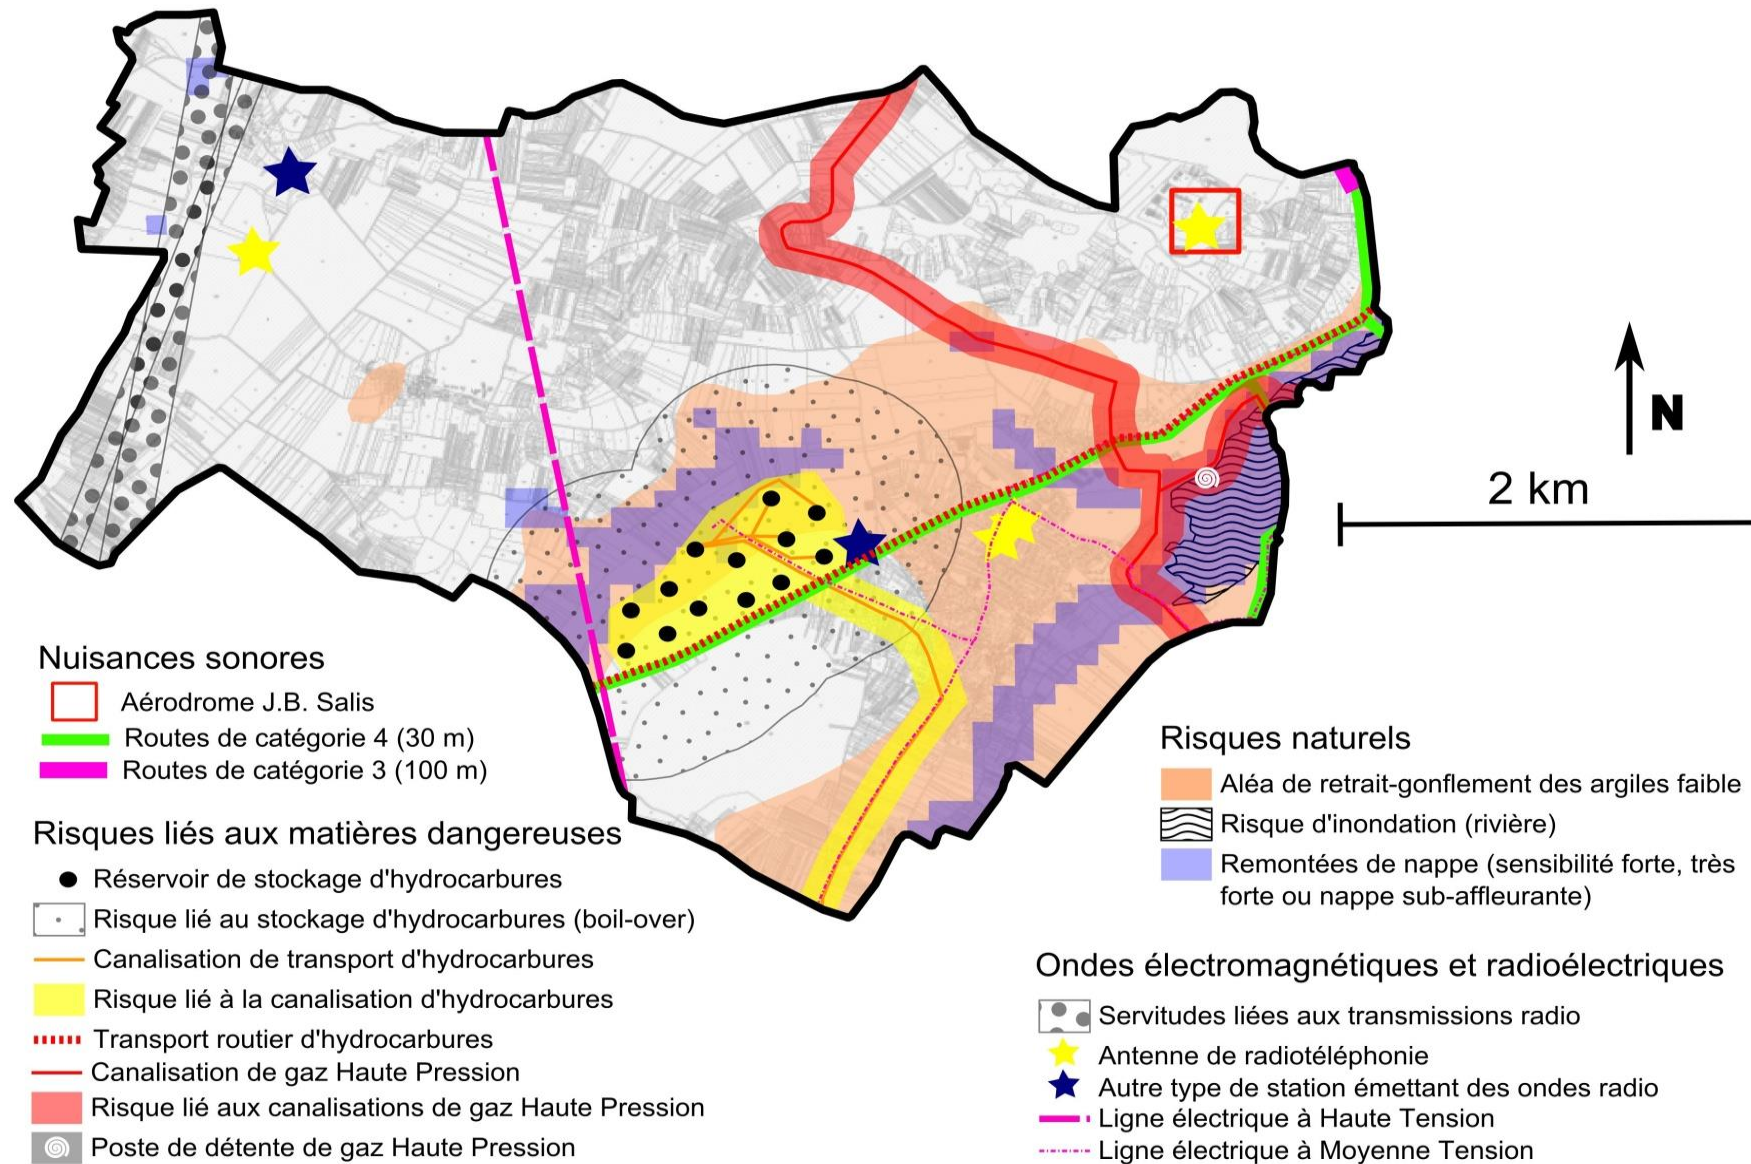 N
2 km
Nuisances sonores
Aérodrome J.B. Salis
Routes de catégorie 4 (30 m)
Routes de catégorie 3 (100 m)
Risques liés aux matières dangereuses
Réservoir de stockage d'hydrocarbures
Risque lié au stockage d'hydrocarbures (boil-over)
Canalisation de transport d'hydrocarbures
Risque lié à la canalisation d'hydrocarbures
Transport routier d'hydrocarbures
Canalisation de gaz Haute Pression
Risque lié aux canalisations de gaz Haute Pression
Poste de détente de gaz Haute Pression
Risques naturels
Aléa de retrait-gonflement des argiles faible
Risque d'inondation (rivière)
Remontées de nappe (sensibilité forte, très
forte ou nappe sub-affleurante)
Ondes électromagnétiques et radioélectriques
Servitudes liées aux transmissions radio
Antenne de radiotéléphonie
Autre type de station émettant des ondes radio
Ligne électrique à Haute Tension
Ligne électrique à Moyenne Tension